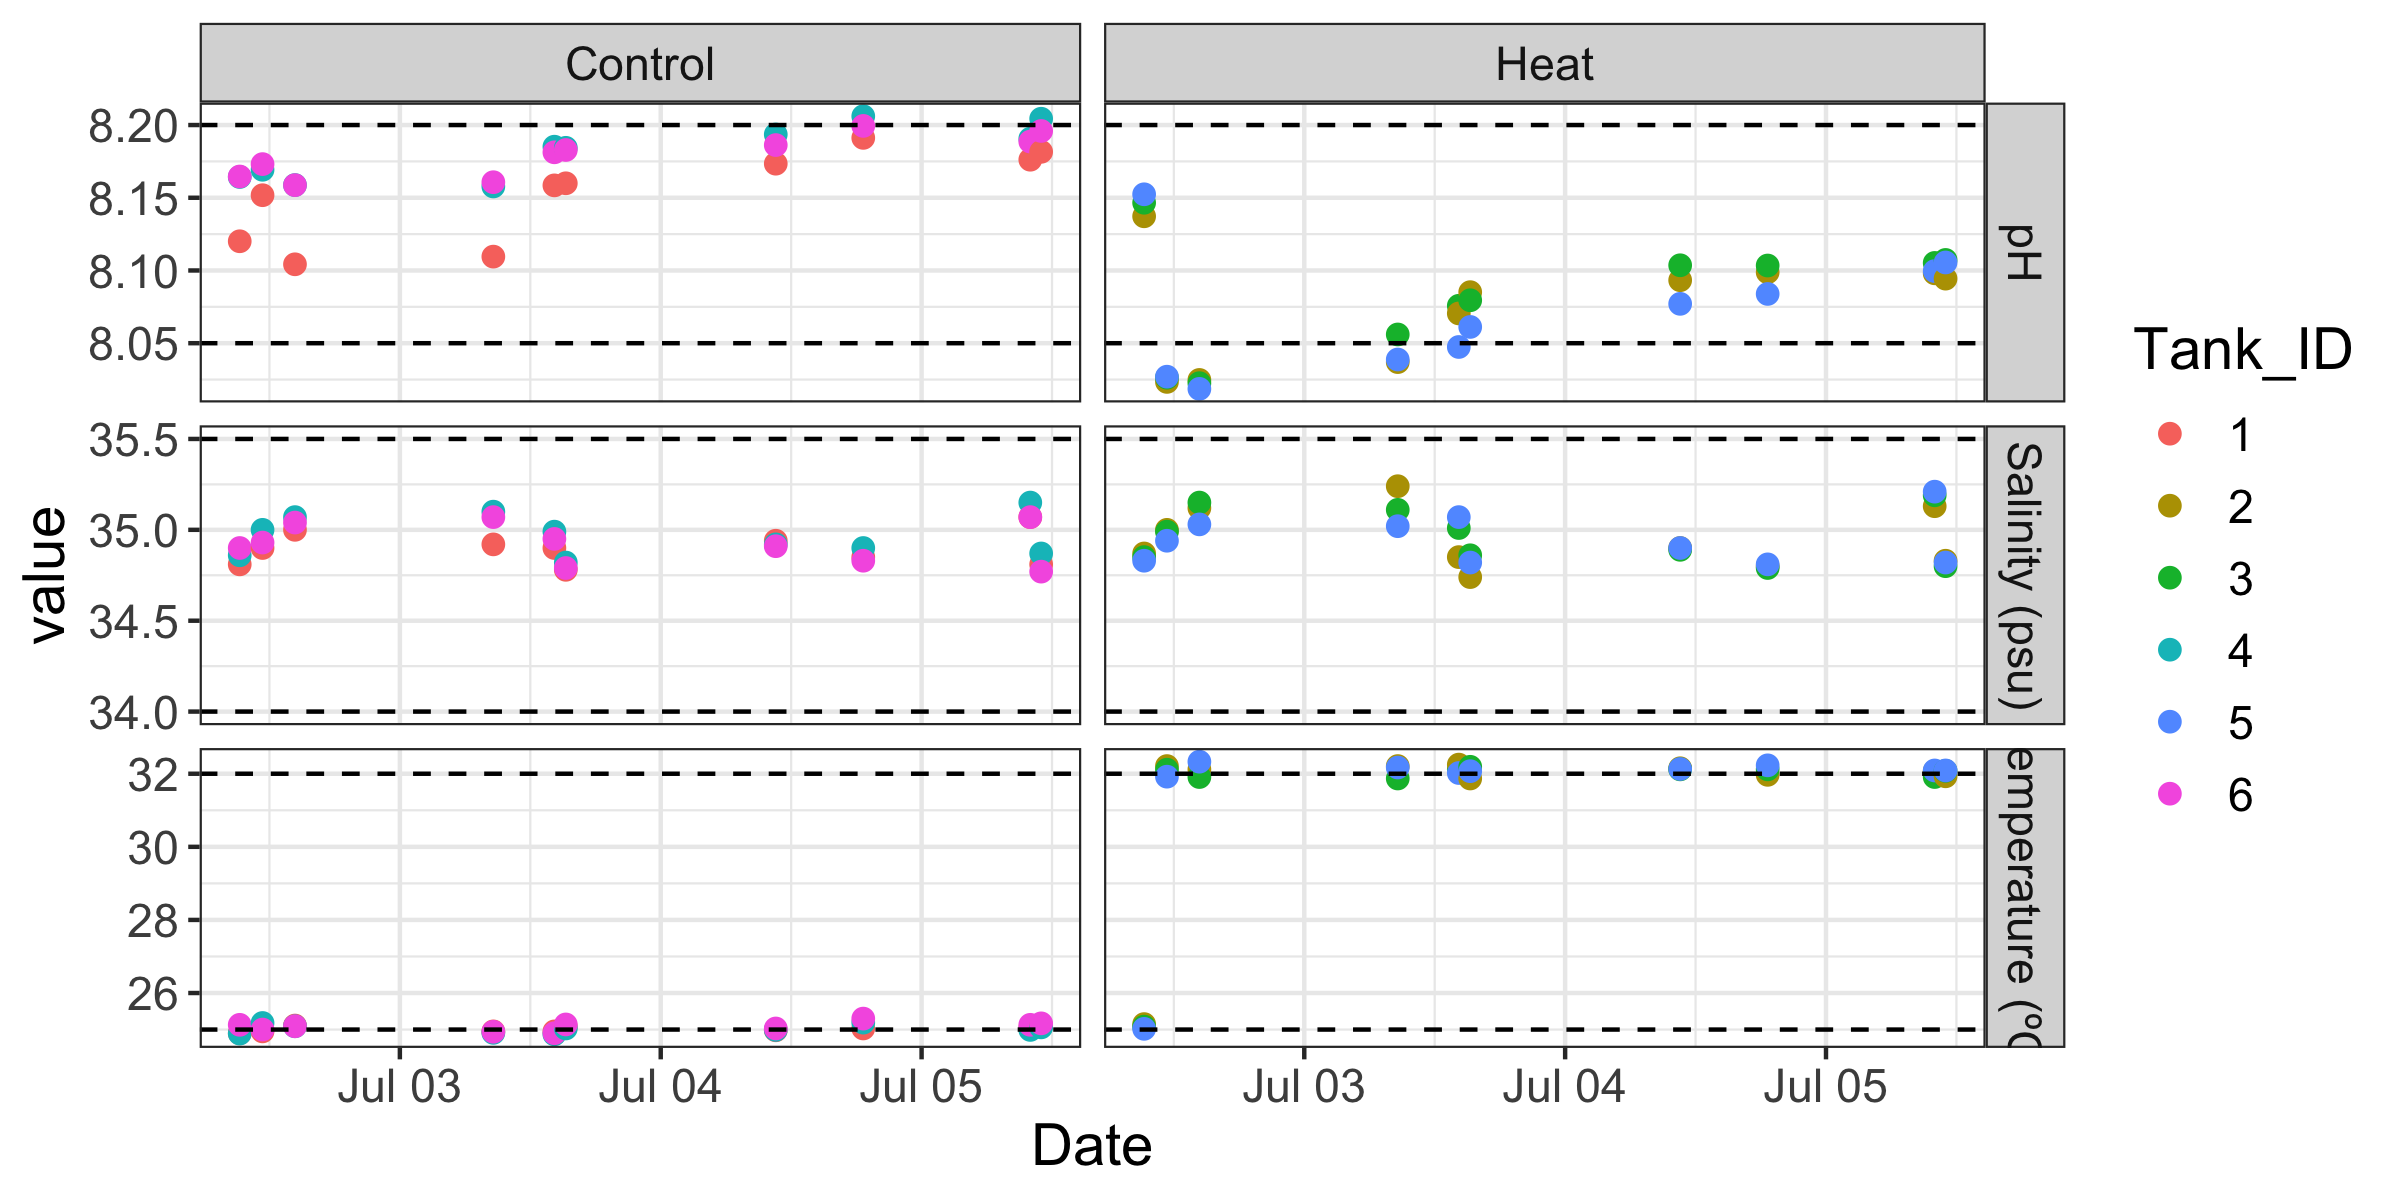 Control
Heat
8.20
8.15
8.10
8.05
pH
35.5
35.0
34.5
34.0
Salinity (psu)
32
30
28
26
emperature (°C
value
Jul 03
Jul 04
Jul 05
Jul 03
Jul 04
Jul 05
Date
Tank_ID
1
2
3
4
5
6